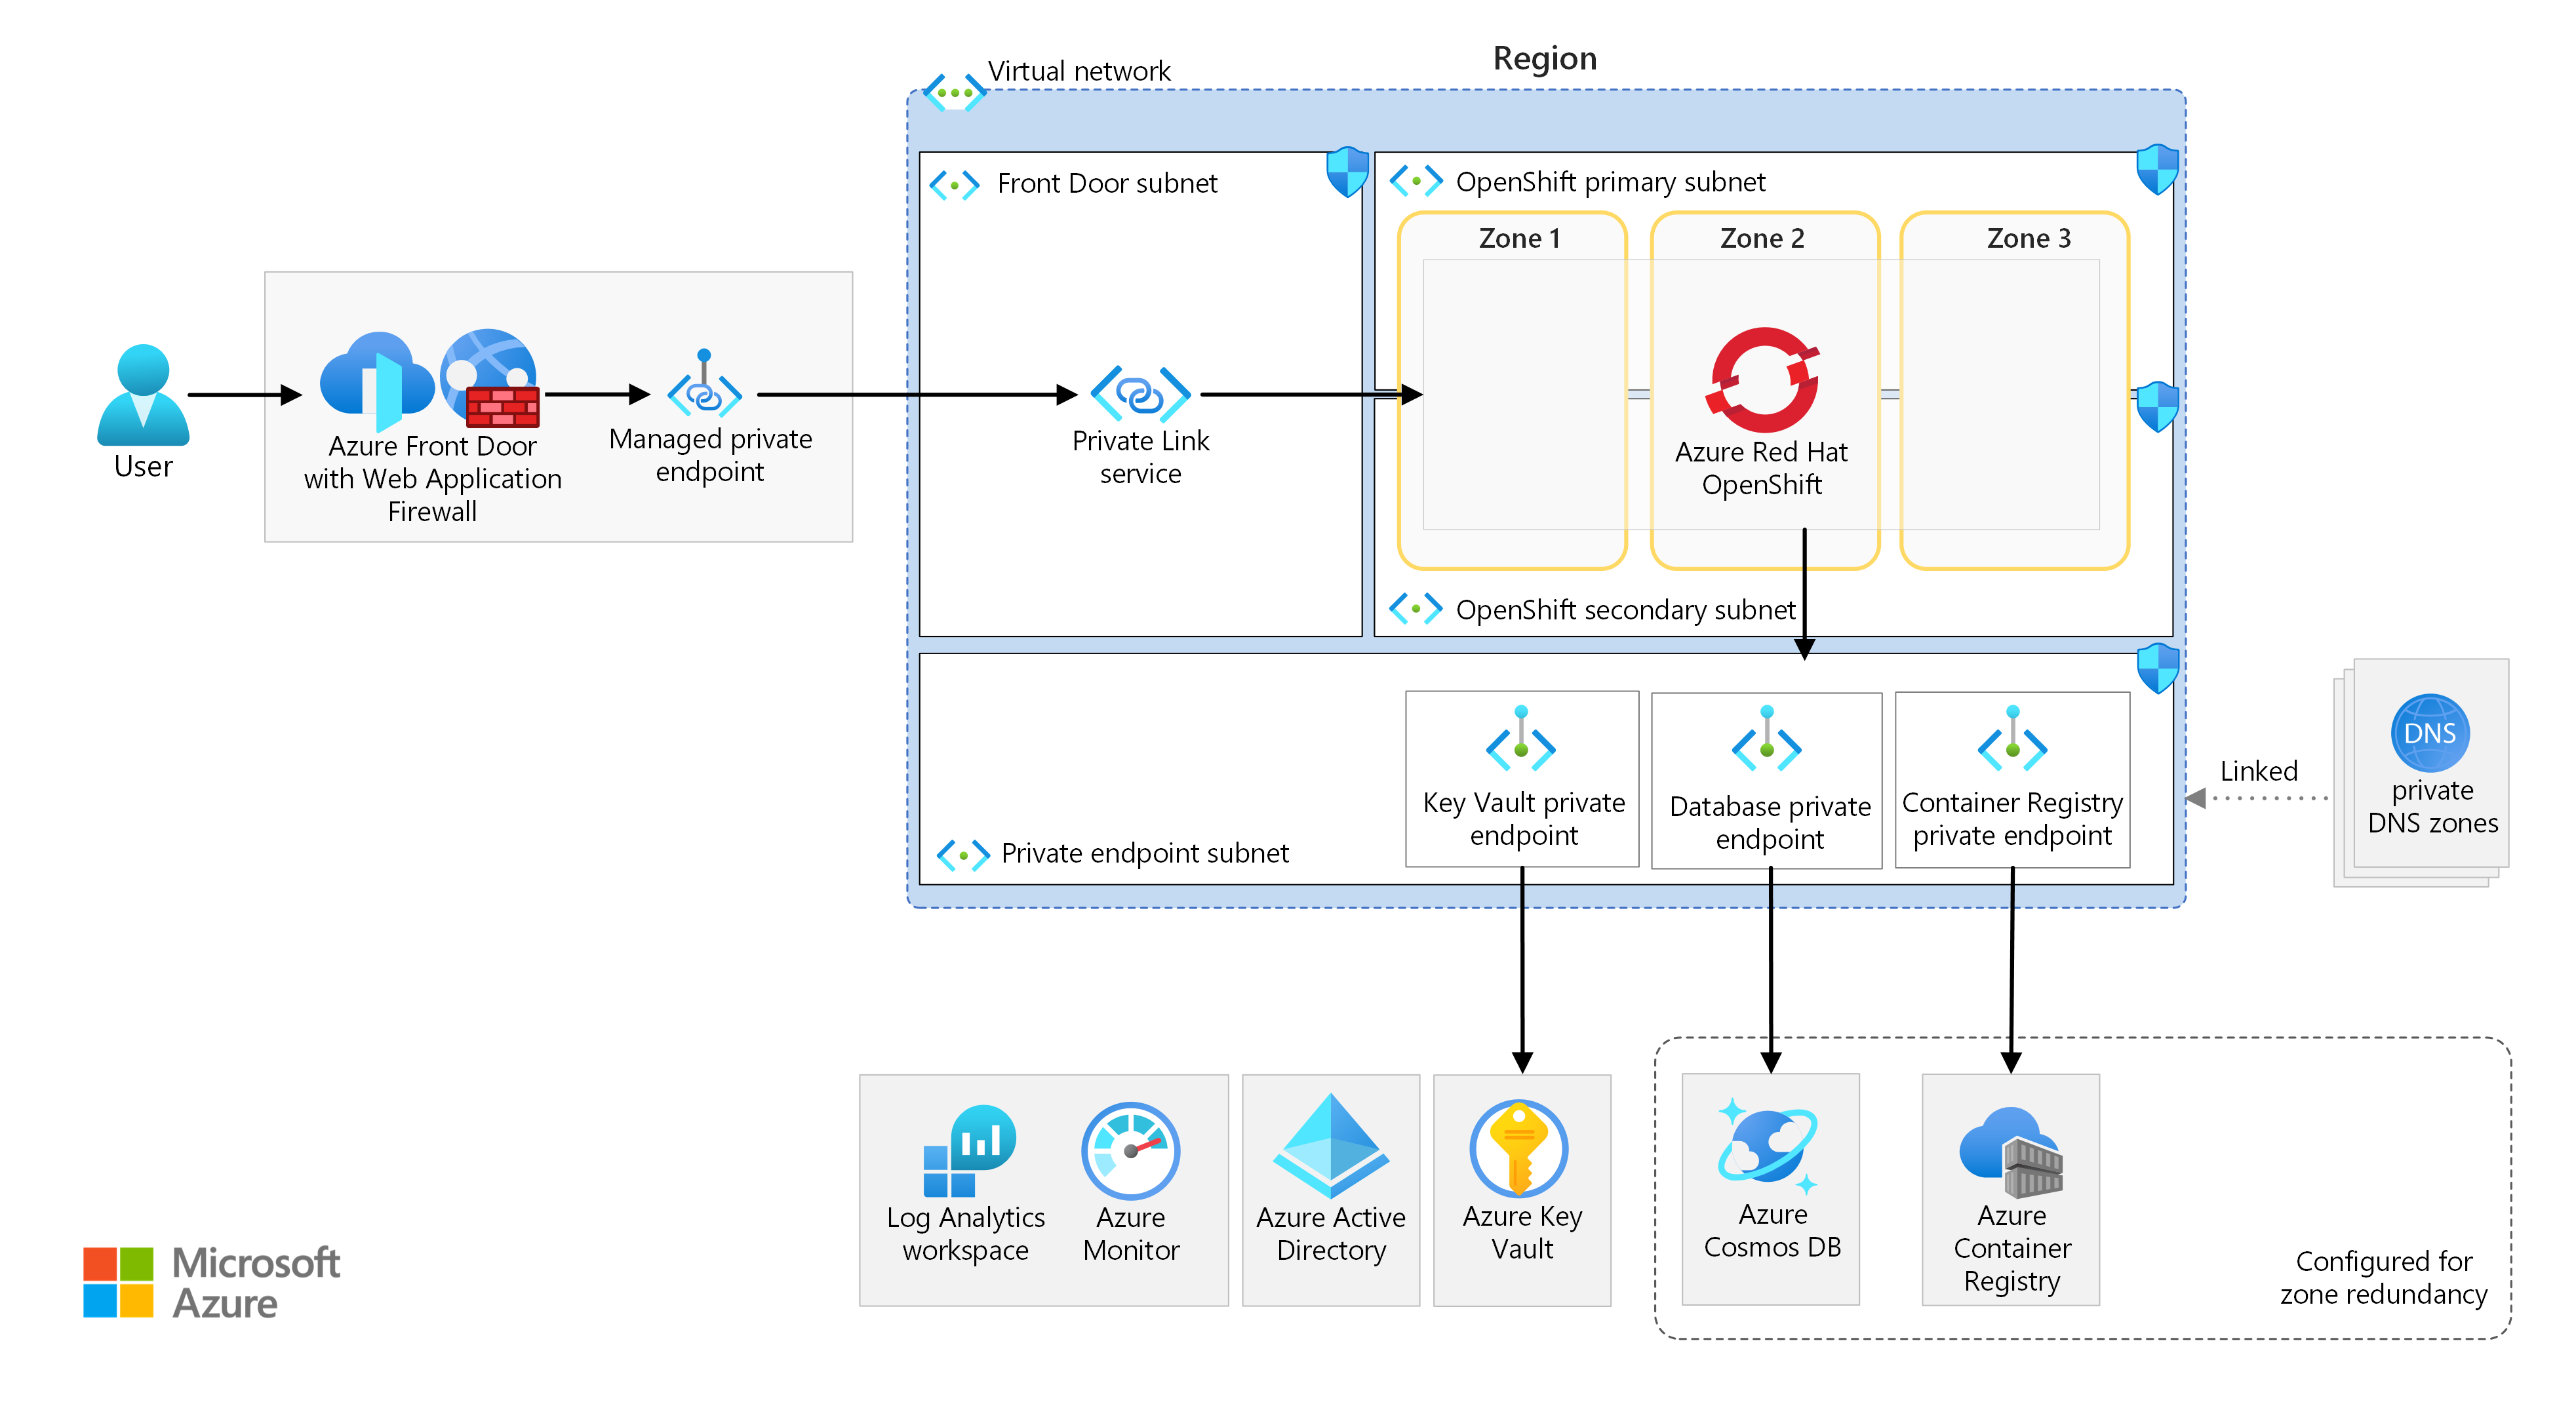 Region
Virtual network
Front Door subnet
OpenShift primary subnet
Zone 1
Zone 2
Zone 3
User
Azure Front Door
with Web Application
Firewall
Managed private
endpoint
Private Link
service
Azure Red Hat
OpenShift
OpenShift secondary subnet
Key Vault private
endpoint
Database private
endpoint
Container Registry
private endpoint
Private endpoint subnet
Linked
DNS
private
DNS zones
Log Analytics
workspace
Azure
Monitor
Azure Active
Directory
Azure Key
Vault
Azure
Cosmos DB
Azure
Container
Registry
Configured for
zone redundancy
Microsoft
Azure